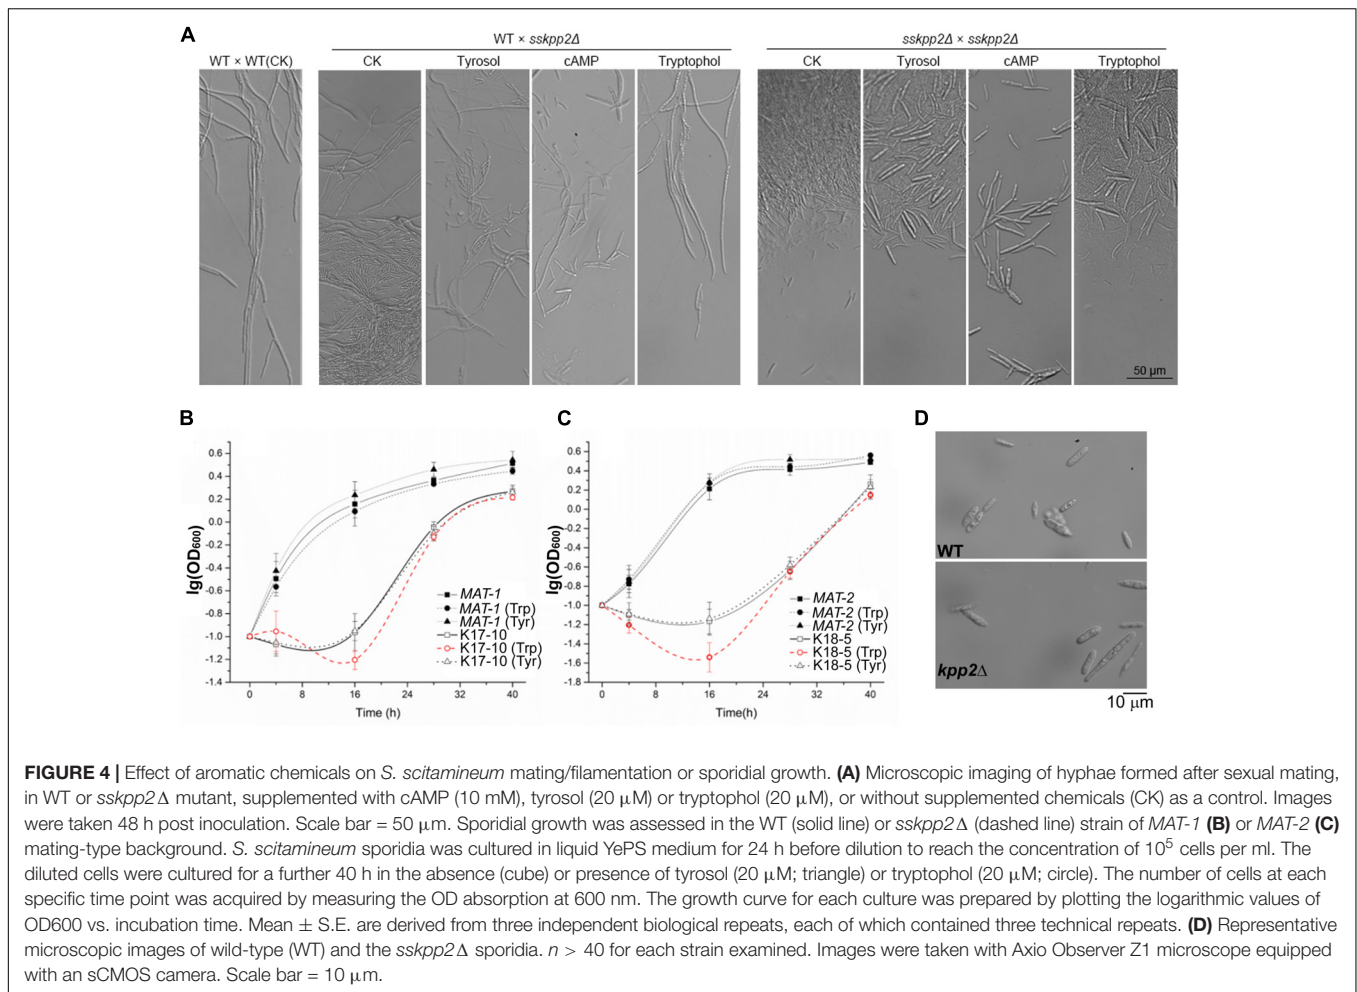 A
WT × WT(CK)
WT × sskpp2Δ
CK
Tyrosol
cAMP
Tryptophol
sskpp2Δ × sskpp2Δ
CK
Tyrosol
cAMP
Tryptophol
50 μm
B
lg(OD600)
0.6
0.4
0.2
0.0
-0.2
-0.4
-0.6
-0.8
-1.0
-1.2
-1.4
MAT-1
MAT-1 (Trp)
MAT-1 (Tyr)
K17-10
K17-10 (Trp)
K17-10 (Tyr)
0 8 16 24 32 40
Time (h)
C
lg(OD600)
0.6
0.4
0.2
0.0
-0.2
-0.4
-0.6
-0.8
-1.0
-1.2
-1.4
-1.6
-1.8
MAT-2
MAT-2 (Trp)
MAT-2 (Tyr)
K18-5
K18-5 (Trp)
K18-5 (Tyr)
0 8 16 24 32 40
Time(h)
D
WT
kpp2Δ
10 μm
FIGURE 4 | Effect of aromatic chemicals on S. scitamineum mating/filamentation or sporidial growth. (A) Microscopic imaging of hyphae formed after sexual mating,
in WT or sskpp2Δ mutant, supplemented with cAMP (10 mM), tyrosol (20 μM) or tryptophol (20 μM), or without supplemented chemicals (CK) as a control. Images
were taken 48 h post inoculation. Scale bar = 50 μm. Sporidial growth was assessed in the WT (solid line) or sskpp2Δ (dashed line) strain of MAT-1 (B) or MAT-2 (C)
mating-type background. S. scitamineum sporidia was cultured in liquid YePS medium for 24 h before dilution to reach the concentration of 10⁵ cells per ml. The
diluted cells were cultured for a further 40 h in the absence (cube) or presence of tyrosol (20 μM; triangle) or tryptophol (20 μM; circle). The number of cells at each
specific time point was acquired by measuring the OD absorption at 600 nm. The growth curve for each culture was prepared by plotting the logarithmic values of
OD600 vs. incubation time. Mean ± S.E. are derived from three independent biological repeats, each of which contained three technical repeats. (D) Representative
microscopic images of wild-type (WT) and the sskpp2Δ sporidia. n > 40 for each strain examined. Images were taken with Axio Observer Z1 microscope equipped
with an sCMOS camera. Scale bar = 10 μm.